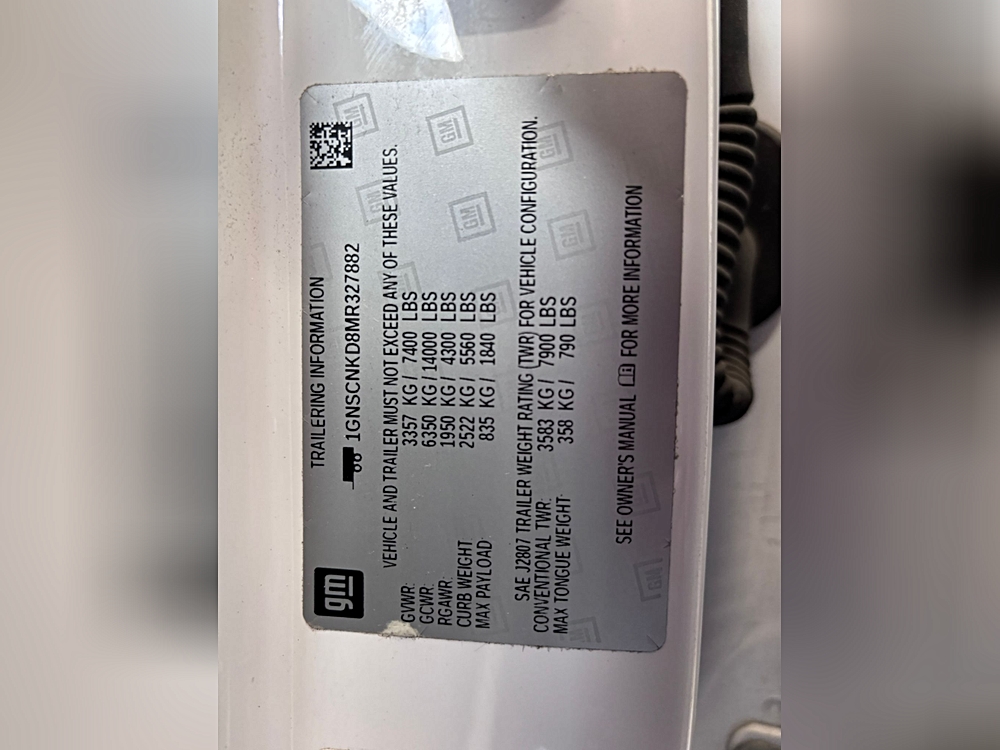 gm
TRAILERING INFORMATION
1GNSCNKD8MR327882
VEHICLE AND TRAILER MUST NOT EXCEED ANY OF THESE VALUES.
GVWR: 3357 KG / 7400 LBS
GCWR: 6350 KG / 14000 LBS
RGAWR: 1950 KG / 4300 LBS
CURB WEIGHT 2522 KG / 5560 LBS
MAX PAYLOAD: 835 KG / 1840 LBS
SAE J2807 TRAILER WEIGHT RATING (TWR) FOR VEHICLE CONFIGURATION.
CONVENTIONAL TWR: 3583 KG / 7900 LBS
MAX TONGUE WEIGHT: 358 KG / 790 LBS
SEE OWNER'S MANUAL FOR MORE INFORMATION